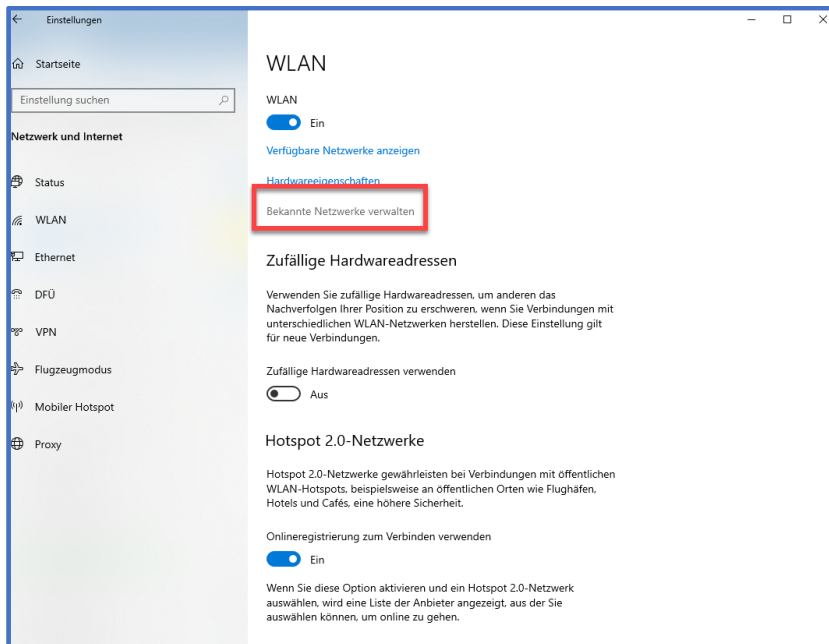 Einstellungen
Startseite
Einstellung suchen
Netzwerk und Internet
Status
WLAN
Ethernet
DFÜ
VPN
Flugzeugmodus
Mobiler Hotspot
Proxy
WLAN
WLAN
Ein
Verfügbare Netzwerke anzeigen
Hardwareeigenschaften
Bekannte Netzwerke verwalten
Zufällige Hardwareadressen
Verwenden Sie zufällige Hardwareadressen, um anderen das
Nachverfolgen Ihrer Position zu erschweren, wenn Sie Verbindungen mit
unterschiedlichen WLAN-Netzwerken herstellen. Diese Einstellung gilt
für neue Verbindungen.
Zufällige Hardwareadressen verwenden
Aus
Hotspot 2.0-Netzwerke
Hotspot 2.0-Netzwerke gewährleisten bei Verbindungen mit öffentlichen
WLAN-Hotspots, beispielsweise an öffentlichen Orten wie Flughäfen,
Hotels und Cafés, eine höhere Sicherheit.
Onlineregistrierung zum Verbinden verwenden
Ein
Wenn Sie diese Option aktivieren und ein Hotspot 2.0-Netzwerk
auswählen, wird eine Liste der Anbieter angezeigt, aus der Sie
auswählen können, um online zu gehen.